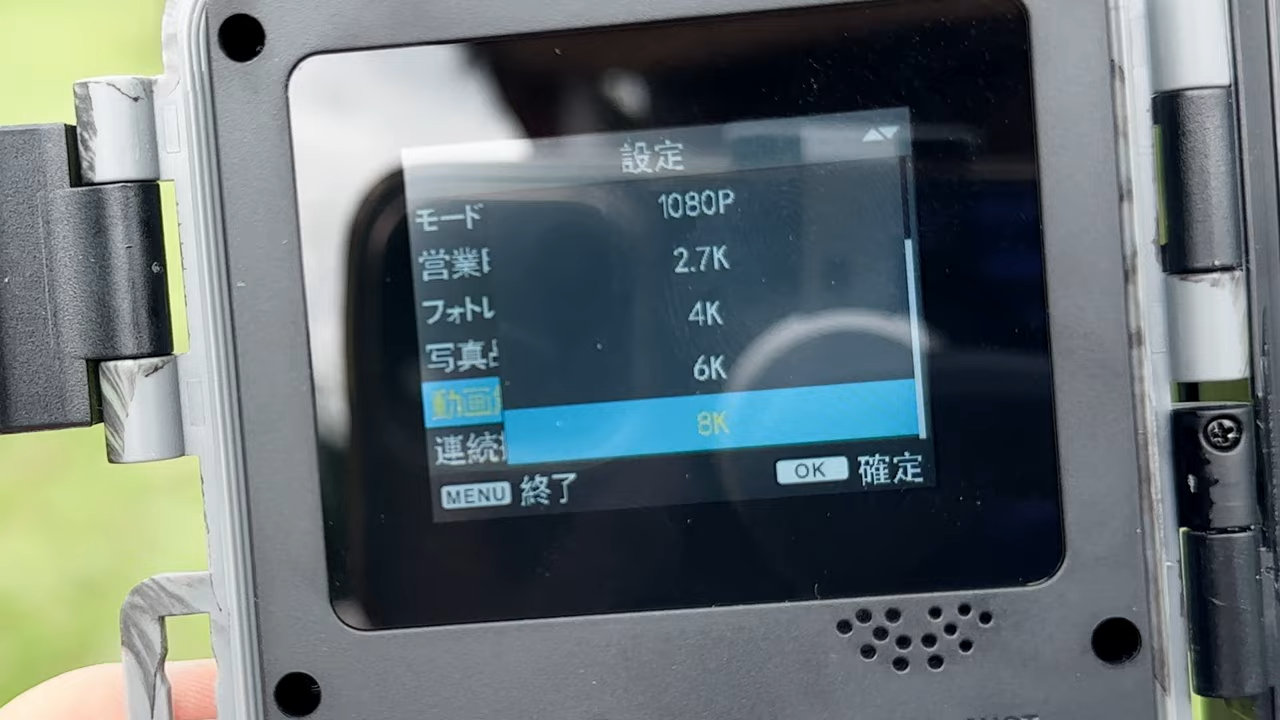 設定
モード
1080P
営業
2.7K
フォトレ
4K
写真
6K
動画
8K
連続
MENU 終了
OK 確定